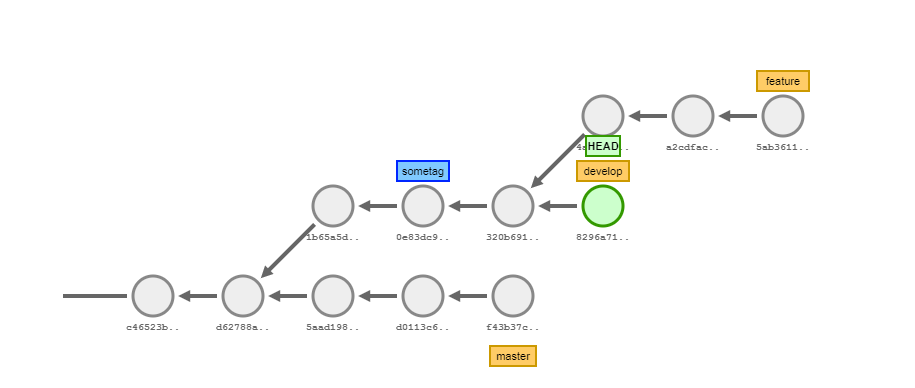 feature
HEAD
a2cdfac..
5ab3611..
sometag
develop
1b65a5d..
0e83dc9..
320b691..
8296a71..
c46523b..
d62788a..
5aad198..
d0113c6..
f43b37c..
master